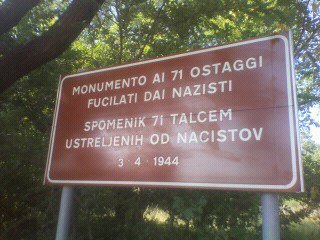 MONUMENTO AI 71 OSTAGGI
FUCILATI DAI NAZISTI
SPOMENIK 71 TALCEM
USTRELJENIH OD NACISTOV
3 - 4 - 1944